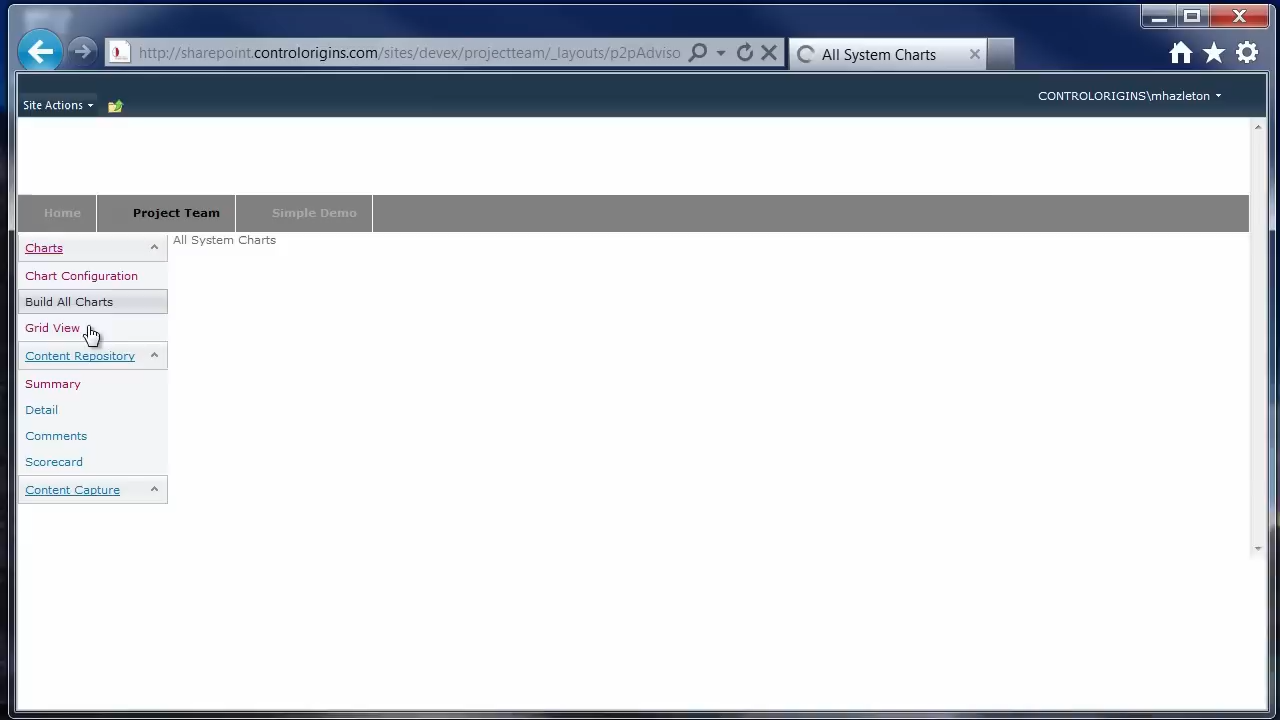 http://sharepoint.controlorigins.com/sites/devex/projectteam/_layouts/p2pAdviso
All System Charts
Site Actions
CONTROLORIGINS\mhazleton
Home
Project Team
Simple Demo
Charts
All System Charts
Chart Configuration
Build All Charts
Grid View
Content Repository
Summary
Detail
Comments
Scorecard
Content Capture